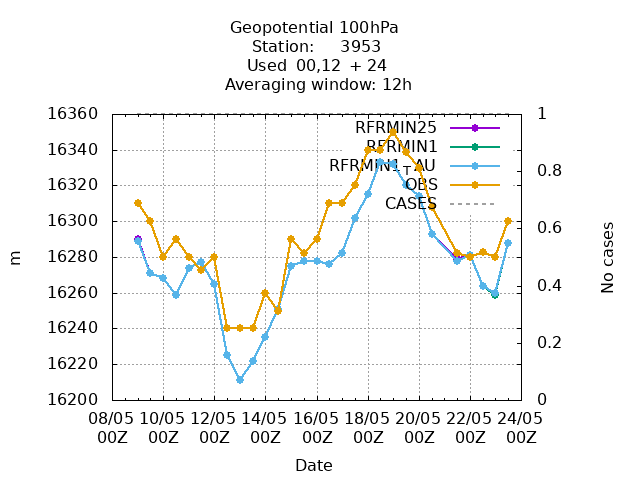 Geopotential 100hPa
Station: 3953
Used 00,12 + 24
Averaging window: 12h
16360
16340
16320
16300
16280
16260
16240
16220
16200
1
0.8
0.6
0.4
0.2
0
RFRMIN25
RFRMIN1
RFRMIN1_AU
OBS
CASES
m
No cases
08/05 10/05 12/05 14/05 16/05 18/05 20/05 22/05 24/05
00Z 00Z 00Z 00Z 00Z 00Z 00Z 00Z 00Z
Date